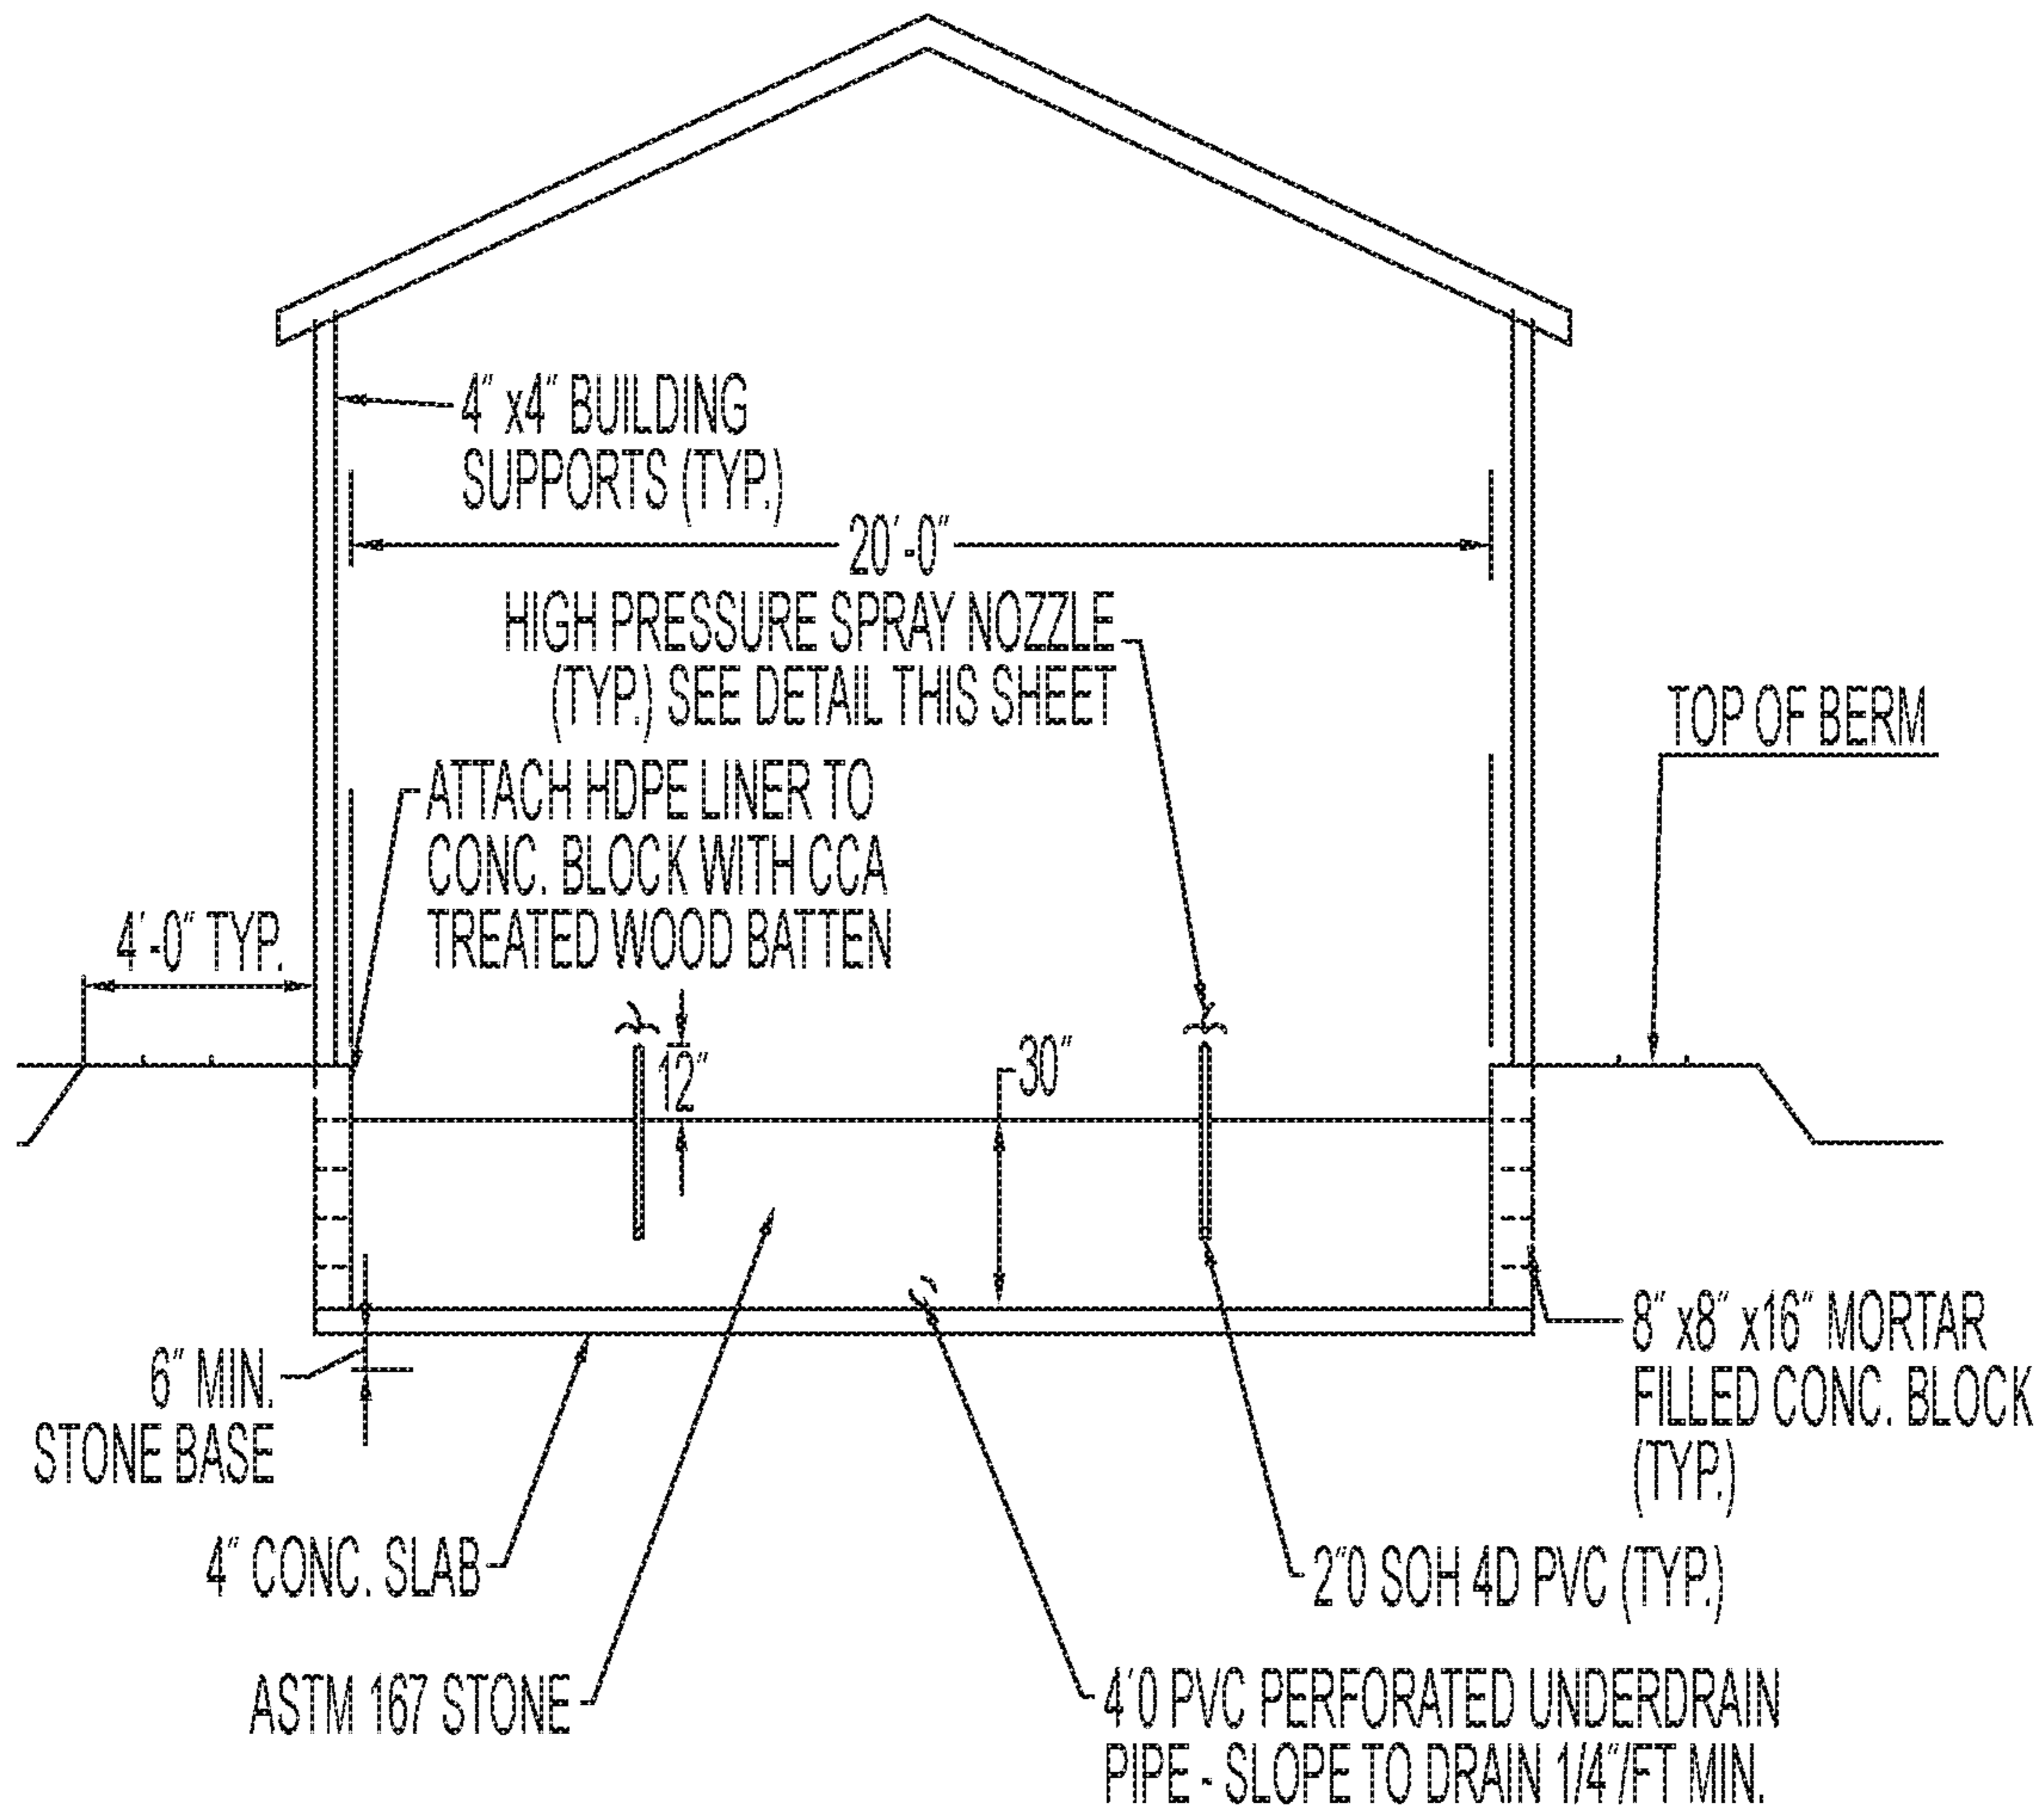 4" x4" BUILDING
SUPPORTS (TYP.)
20'-0"
HIGH PRESSURE SPRAY NOZZLE
(TYP.) SEE DETAIL THIS SHEET
TOP OF BERM
ATTACH HDPE LINER TO
CONC. BLOCK WITH CCA
TREATED WOOD BATTEN
4'-0" TYP.
12"
30"
6" MIN.
STONE BASE
8" x8" x16" MORTAR
FILLED CONC. BLOCK
(TYP.)
4" CONC. SLAB
2"0 SOH 4D PVC (TYP.)
ASTM 167 STONE
4'0 PVC PERFORATED UNDERDRAIN
PIPE - SLOPE TO DRAIN 1/4"/FT MIN.